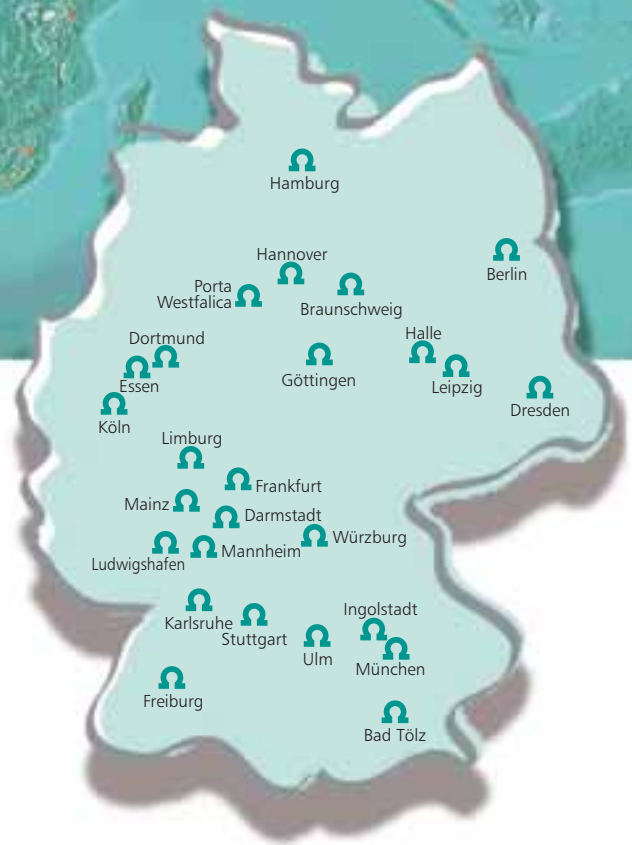 Hamburg
Hannover
Berlin
Porta
Westfalica
Braunschweig
Dortmund
Halle
Essen
Göttingen
Leipzig
Dresden
Köln
Limburg
Frankfurt
Mainz
Darmstadt
Würzburg
Ludwigshafen
Mannheim
Karlsruhe
Ingolstadt
Stuttgart
Ulm
München
Freiburg
Bad Tölz